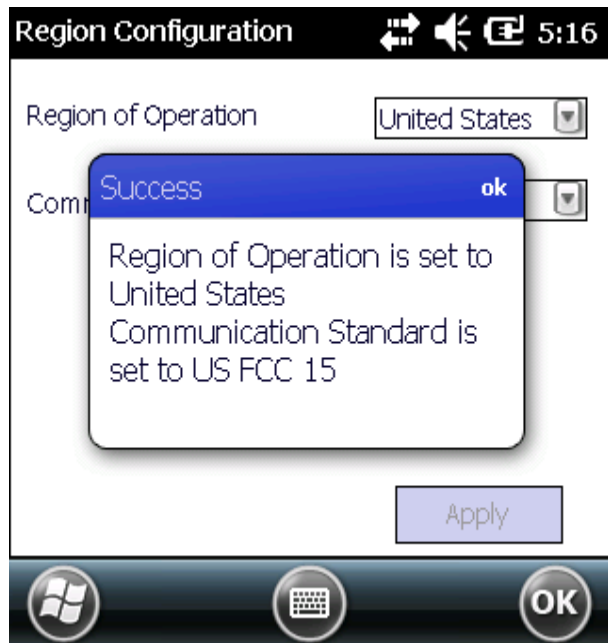 Region Configuration 5:16
Region of Operation United States
Success ok
Region of Operation is set to
United States
Communication Standard is
set to US FCC 15
Apply
OK